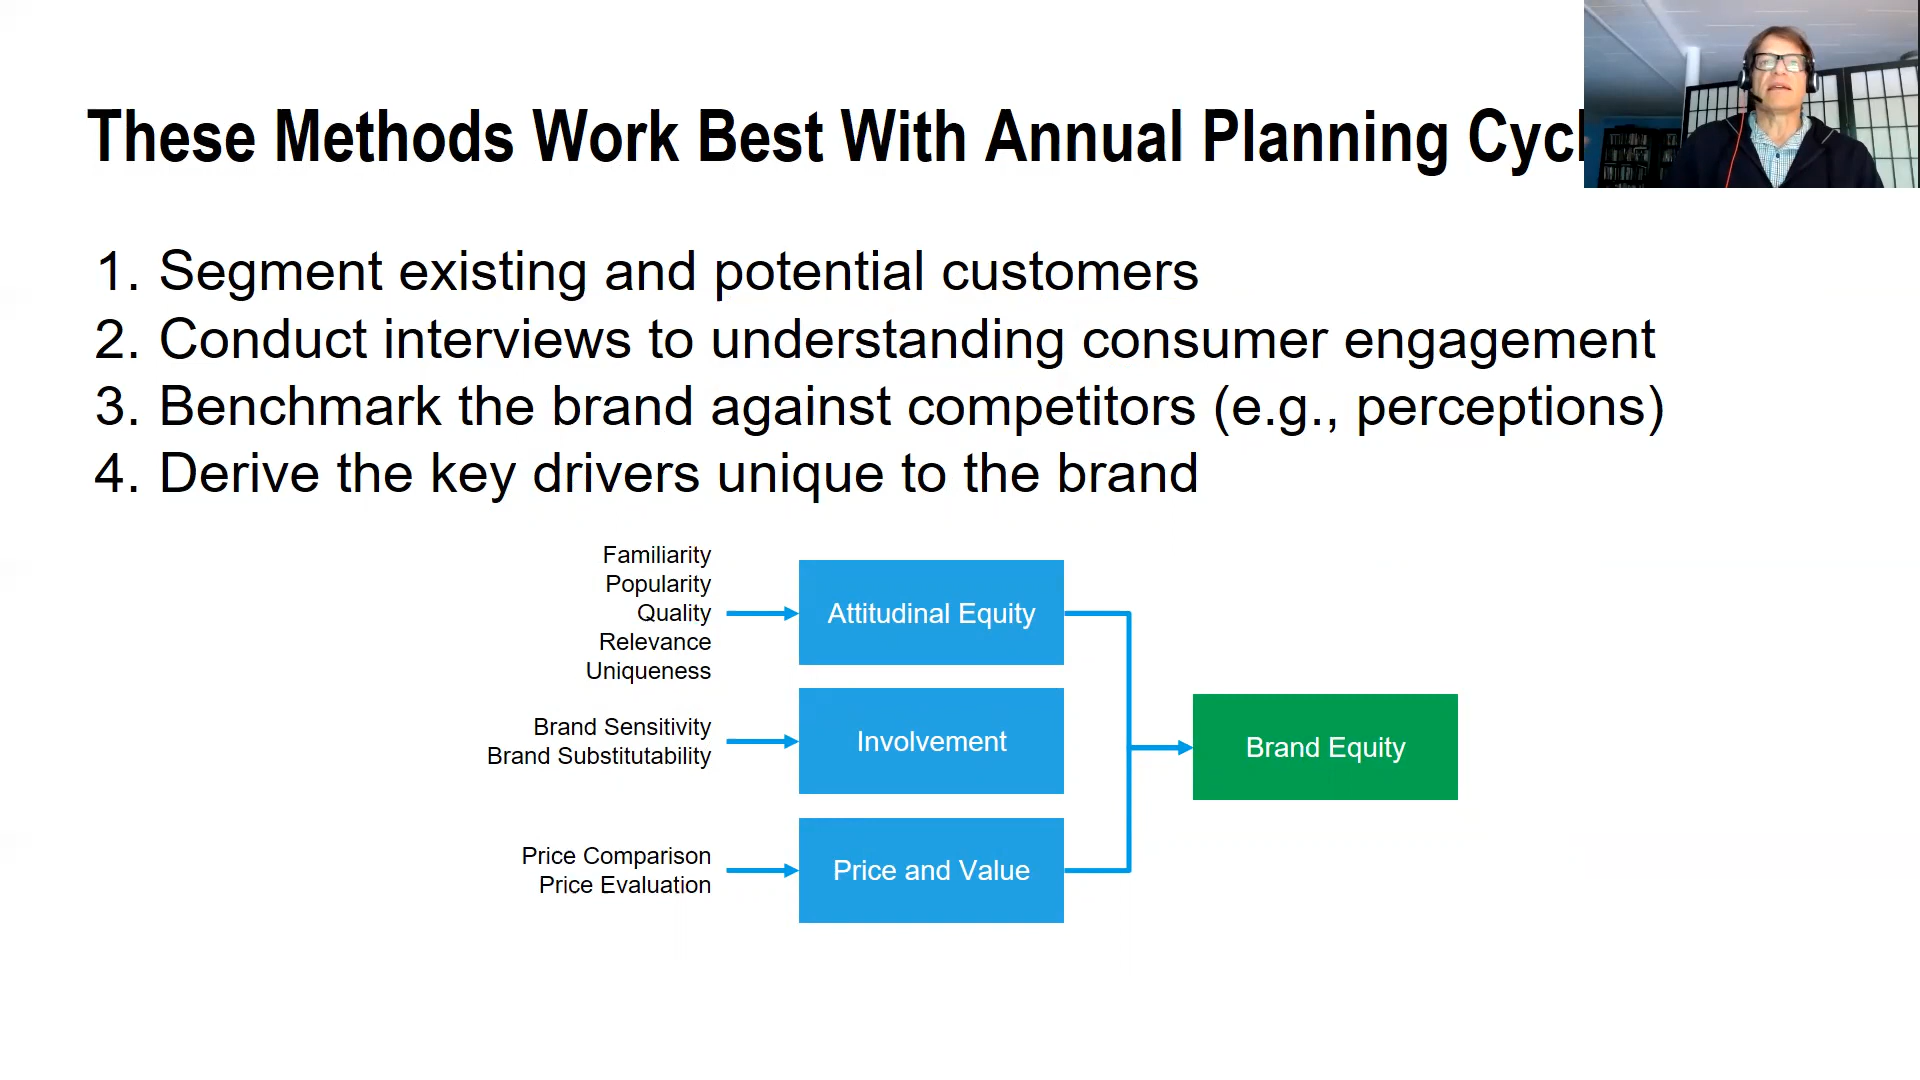 These Methods Work Best With Annual Planning Cycl
1. Segment existing and potential customers
2. Conduct interviews to understanding consumer engagement
3. Benchmark the brand against competitors (e.g., perceptions)
4. Derive the key drivers unique to the brand
Familiarity
Popularity
Quality
Relevance
Uniqueness
Attitudinal Equity
Brand Sensitivity
Brand Substitutability
Involvement
Brand Equity
Price Comparison
Price Evaluation
Price and Value